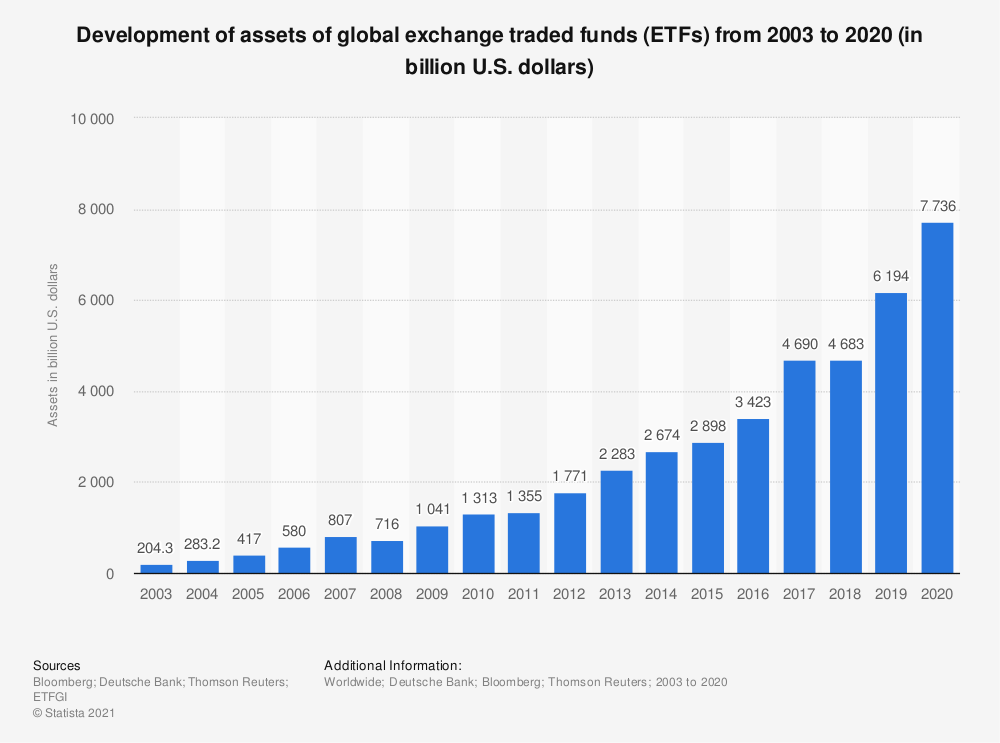 Development of assets of global exchange traded funds (ETFs) from 2003 to 2020 (in
billion U.S. dollars)
Assets in billion U.S. dollars
10 000
8 000
6 000
4 000
2 000
0
204.3
283.2
417
580
807
716
1 041
1 313
1 355
1 771
2 283
2 674
2 898
3 423
4 690
4 683
6 194
7 736
2003 2004 2005 2006 2007 2008 2009 2010 2011 2012 2013 2014 2015 2016 2017 2018 2019 2020
Sources
Bloomberg; Deutsche Bank; Thomson Reuters;
ETFGI
© Statista 2021
Additional Information:
Worldwide; Deutsche Bank; Bloomberg; Thomson Reuters; 2003 to 2020